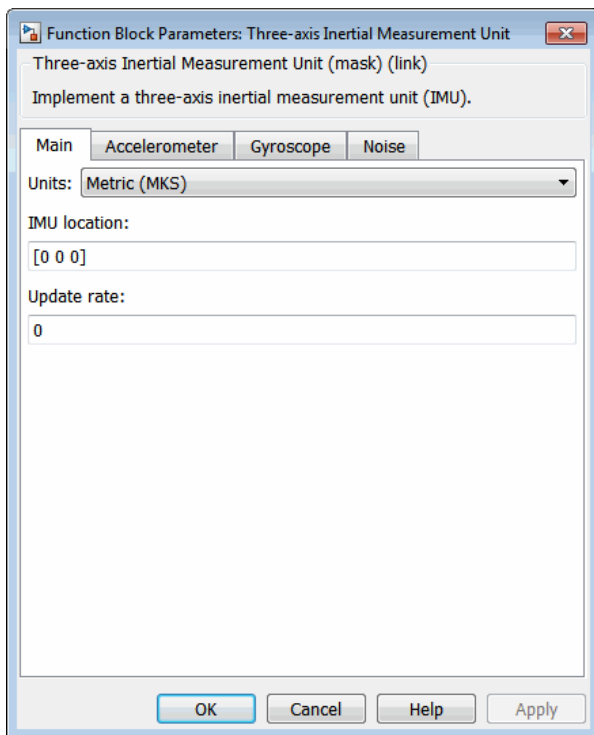 Function Block Parameters: Three-axis Inertial Measurement Unit
Three-axis Inertial Measurement Unit (mask) (link)
Implement a three-axis inertial measurement unit (IMU).
Main Accelerometer Gyroscope Noise
Units: Metric (MKS)
IMU location:
[0 0 0]
Update rate:
0
OK Cancel Help Apply